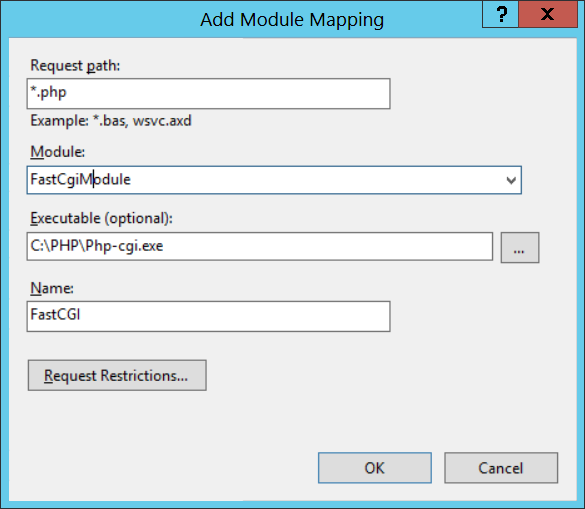 Add Module Mapping
? X
Request path:
*.php
Example: *.bas, wsvc.axd
Module:
FastCgiModule
Executable (optional):
C:\PHP\Php-cgi.exe
...
Name:
FastCGI
Request Restrictions...
OK Cancel